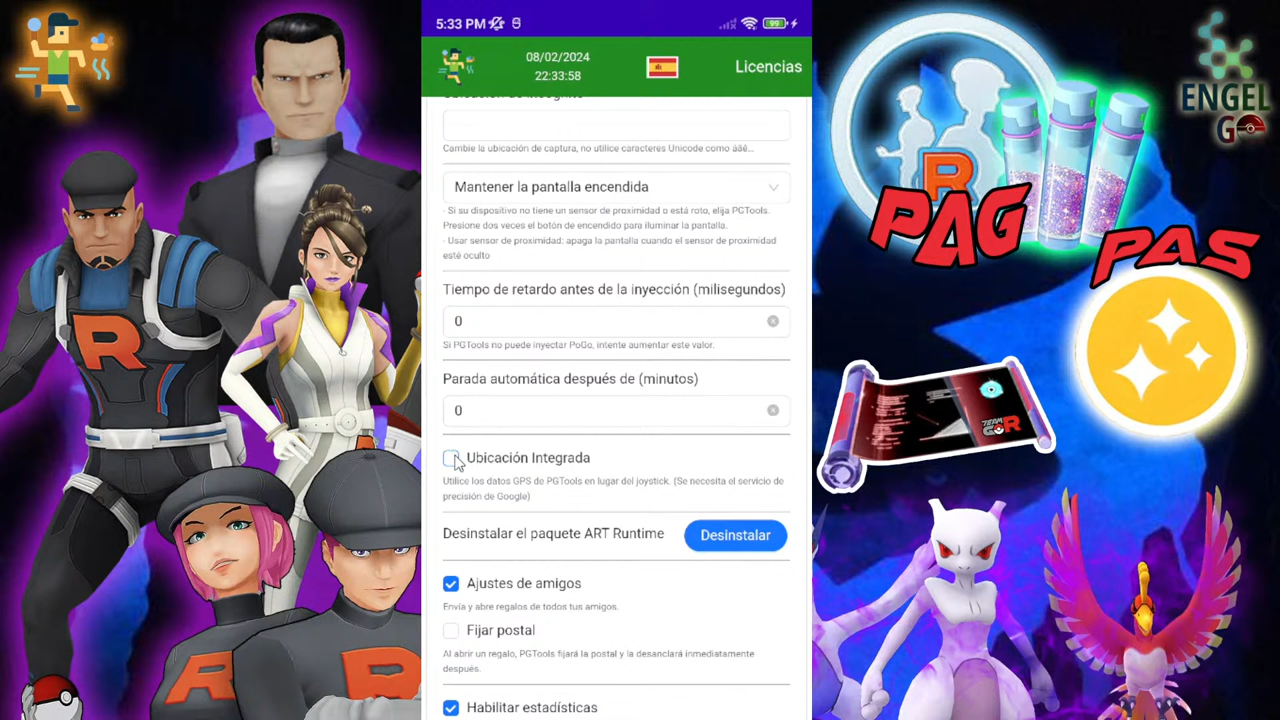 5:33 PM
99
08/02/2024
22:33:58
Licencias
Ubicación de incógnito
Cambie la ubicación de captura, no utilice caracteres Unicode como áâê...
Mantener la pantalla encendida
· Si su dispositivo no tiene un sensor de proximidad o está roto, elija PGTools.
Presione dos veces el botón de encendido para iluminar la pantalla.
· Usar sensor de proximidad: apaga la pantalla cuando el sensor de proximidad
esté oculto
Tiempo de retardo antes de la inyección (milisegundos)
0
Si PGTools no puede inyectar PoGo, intente aumentar este valor.
Parada automática después de (minutos)
0
Ubicación Integrada
Utilice los datos GPS de PGTools en lugar del joystick. (Se necesita el servicio de
precisión de Google)
Desinstalar el paquete ART Runtime
Desinstalar
Ajustes de amigos
Envía y abre regalos de todos tus amigos.
Fijar postal
Al abrir un regalo, PGTools fijará la postal y la desanclará inmediatamente
después.
Habilitar estadísticas
ENGEL
GO
R
PAG
PAS
TEAM
GO R
R
R
R